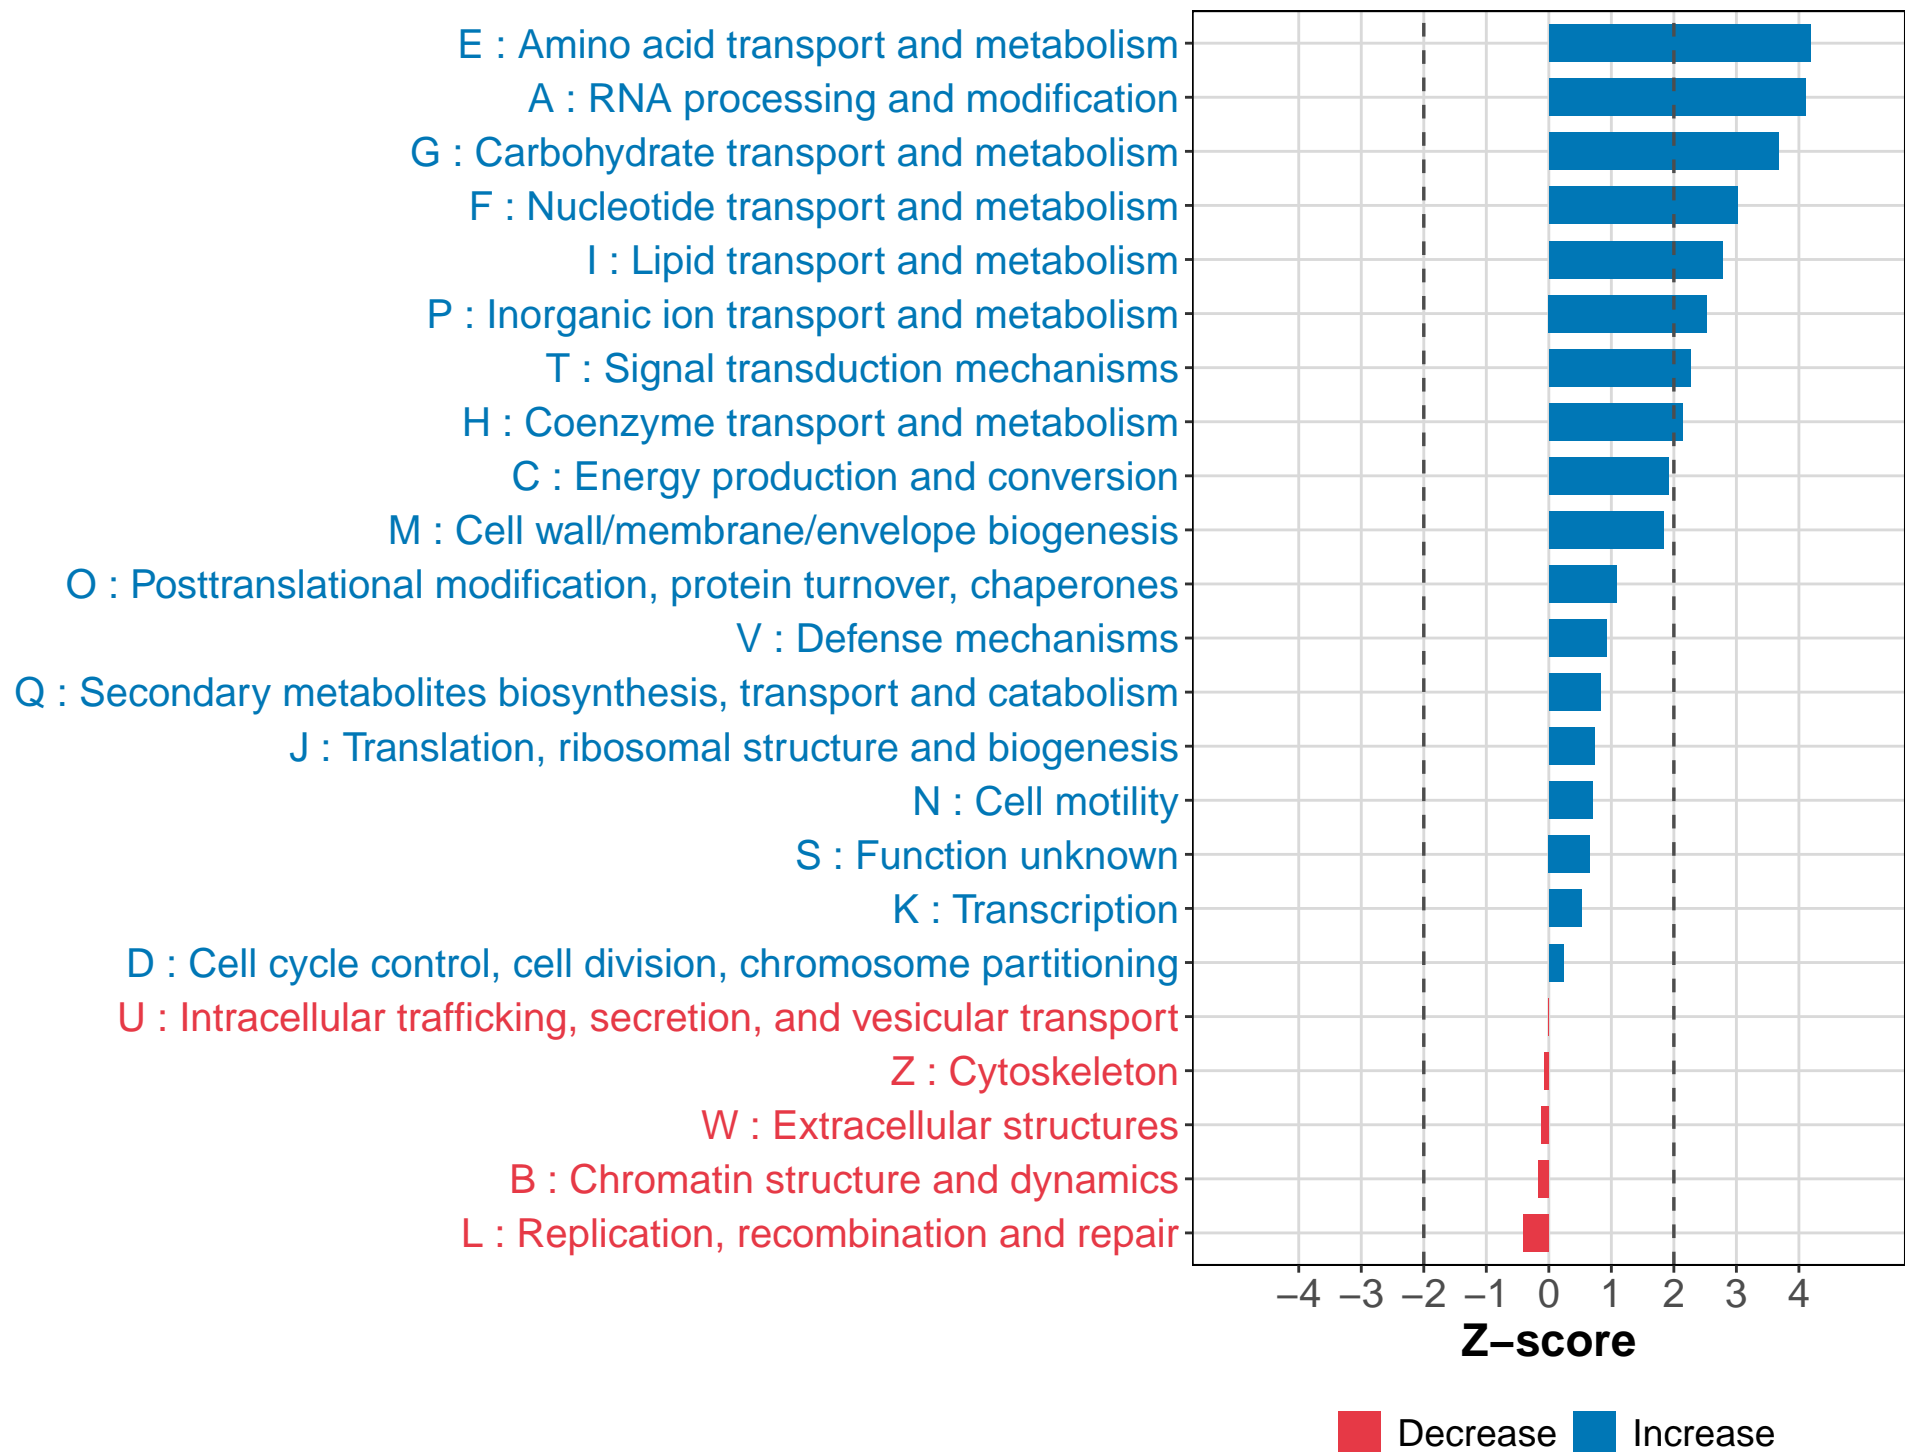 E : Amino acid transport and metabolism
A : RNA processing and modification
G : Carbohydrate transport and metabolism
F : Nucleotide transport and metabolism
I : Lipid transport and metabolism
P : Inorganic ion transport and metabolism
T : Signal transduction mechanisms
H : Coenzyme transport and metabolism
C : Energy production and conversion
M : Cell wall/membrane/envelope biogenesis
O : Posttranslational modification, protein turnover, chaperones
V : Defense mechanisms
Q : Secondary metabolites biosynthesis, transport and catabolism
J : Translation, ribosomal structure and biogenesis
N : Cell motility
S : Function unknown
K : Transcription
D : Cell cycle control, cell division, chromosome partitioning
U : Intracellular trafficking, secretion, and vesicular transport
Z : Cytoskeleton
W : Extracellular structures
B : Chromatin structure and dynamics
L : Replication, recombination and repair
−4 −3 −2 −1 0 1 2 3 4
Z−score
Decrease Increase